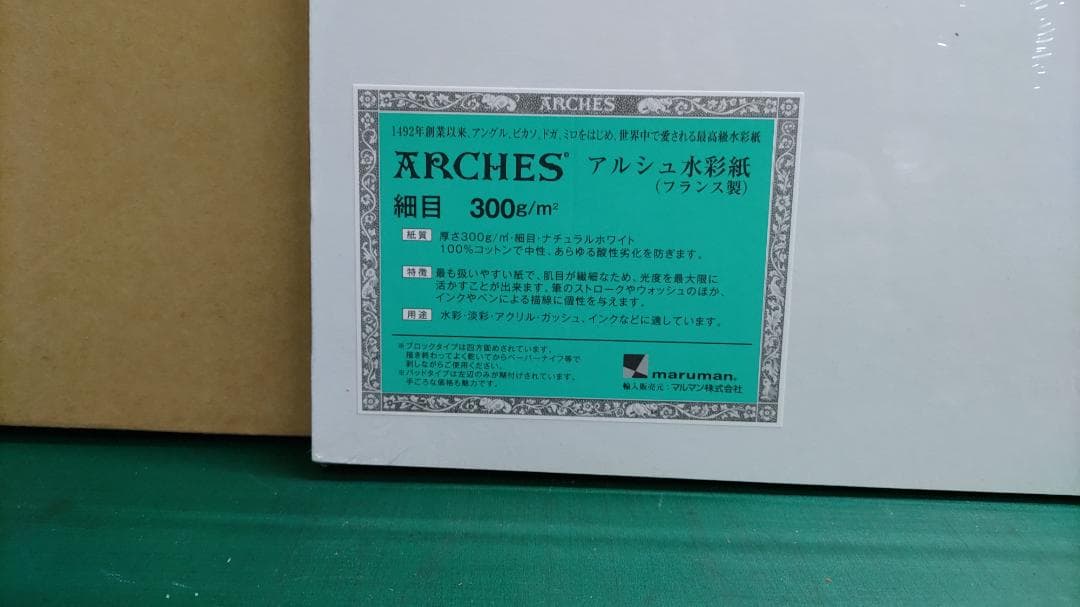 ARCHES
1492年創業以来、アングル、ピカソ、ドガ、ミロをはじめ、世界中で愛される最高級水彩紙
ARCHES® アルシュ水彩紙
(フランス製)
細目 300g/m²
紙質 厚さ300g/㎡・細目・ナチュラルホワイト
100%コットンで中性、あらゆる酸性劣化を防ぎます。
特徴 最も扱いやすい紙で、肌目が繊細なため、光度を最大限に
活かすことが出来ます。筆のストロークやウォッシュのほか、
インクやペンによる描線に個性を与えます。
用途 水彩・淡彩・アクリル・ガッシュ、インクなどに適しています。
※ブロックタイプは四方固めされています。
描き終わってよく乾いてからペーパーナイフ等で
剥しながらご使用ください。
※パッドタイプは左辺のみが糊付けされています。
手ごろな価格も魅力です。
maruman®
輸入販売元:マルマン株式会社